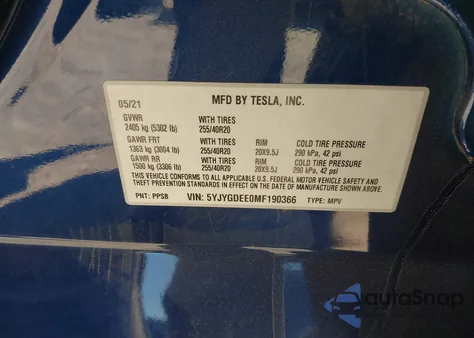 05/21 MFD BY TESLA, INC.
GVWR WITH TIRES
2405 kg (5302 lb) 255/40R20
GAWR FRT WITH TIRES RIM COLD TIRE PRESSURE
1363 kg (3004 lb) 255/40R20 20X9.5J 290 kPa, 42 psi
GAWR RR WITH TIRES RIM COLD TIRE PRESSURE
1500 kg (3306 lb) 255/40R20 20X9.5J 290 kPa, 42 psi
THIS VEHICLE CONFORMS TO ALL APPLICABLE U.S. FEDERAL MOTOR VEHICLE SAFETY AND
THEFT PREVENTION STANDARDS IN EFFECT ON THE DATE OF MANUFACTURE SHOWN ABOVE.
PNT: PPSB VIN: 5YJYGDEE0MF190366 TYPE: MPV
autoSnap